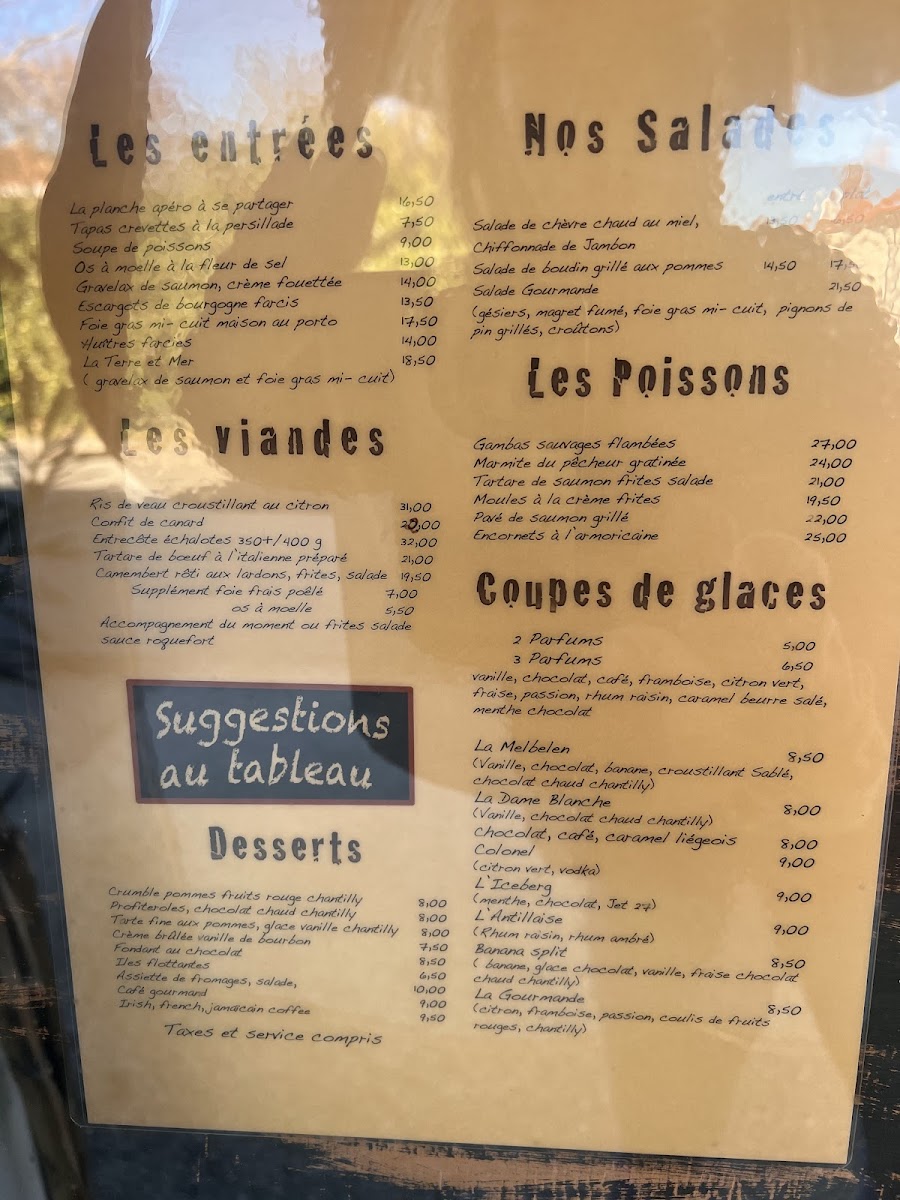 Les entrées
La planche apéro à se partager 16,50
Tapas crevettes à la persillade 7,50
Soupe de poissons 9,00
Os à moelle à la fleur de sel 13,00
Gravelax de saumon, crème fouettée 14,00
Escargots de bourgogne farcis 13,50
Foie gras mi-cuit maison au porto 17,50
Huîtres farcies 14,00
La Terre et Mer 18,50
( gravelax de saumon et foie gras mi-cuit)
Les viandes
Ris de veau croustillant au citron 31,00
Confit de canard
Entrecôte échalotes 350+/400 g 32,00
Tartare de bœuf à l'italienne préparé 21,00
Camembert rôti aux lardons, frites, salade 19,50
Supplément foie frais poêlé 7,00
os à moelle 5,50
Accompagnement du moment ou frites salade
sauce roquefort
Suggestions
au tableau
Desserts
Crumble pommes fruits rouge chantilly 8,00
Profiteroles, chocolat chaud chantilly 8,00
Tarte fine aux pommes, glace vanille chantilly 8,00
Crème brûlée vanille de bourbon 7,50
Fondant au chocolat 8,50
Iles flottantes 6,50
Assiette de fromages, salade, 10,00
Café gourmand 9,00
Irish, french, jamaïcain coffee 9,50
Taxes et service compris
Nos Salades
Salade de chèvre chaud au miel,
Chiffonnade de Jambon
Salade de boudin grillé aux pommes 14,50
Salade Gourmande 21,50
(gésiers, magret fumé, foie gras mi-cuit, pignons de
pin grillés, croûtons)
Les Poissons
Gambas sauvages flambées 27,00
Marmite du pêcheur gratinée 24,00
Tartare de saumon frites salade 21,00
Moules à la crème frites 19,50
Pavé de saumon grillé 22,00
Encornets à l'armoricaine 25,00
Coupes de glaces
2 Parfums 5,00
3 Parfums 6,50
vanille, chocolat, café, framboise, citron vert,
fraise, passion, rhum raisin, caramel beurre salé,
menthe chocolat
La Melbelen 8,50
(Vanille, chocolat, banane, croustillant Sablé,
chocolat chaud chantilly)
La Dame Blanche 8,00
(Vanille, chocolat chaud chantilly)
Chocolat, café, caramel liégeois 8,00
Colonel 9,00
(citron vert, vodka)
L'Iceberg 9,00
(menthe, chocolat, Jet 27)
L'Antillaise 9,00
(Rhum raisin, rhum ambré)
Banana split 8,50
( banane, glace chocolat, vanille, fraise chocolat
chaud chantilly)
La Gourmande 8,50
(citron, framboise, passion, coulis de fruits
rouges, chantilly)